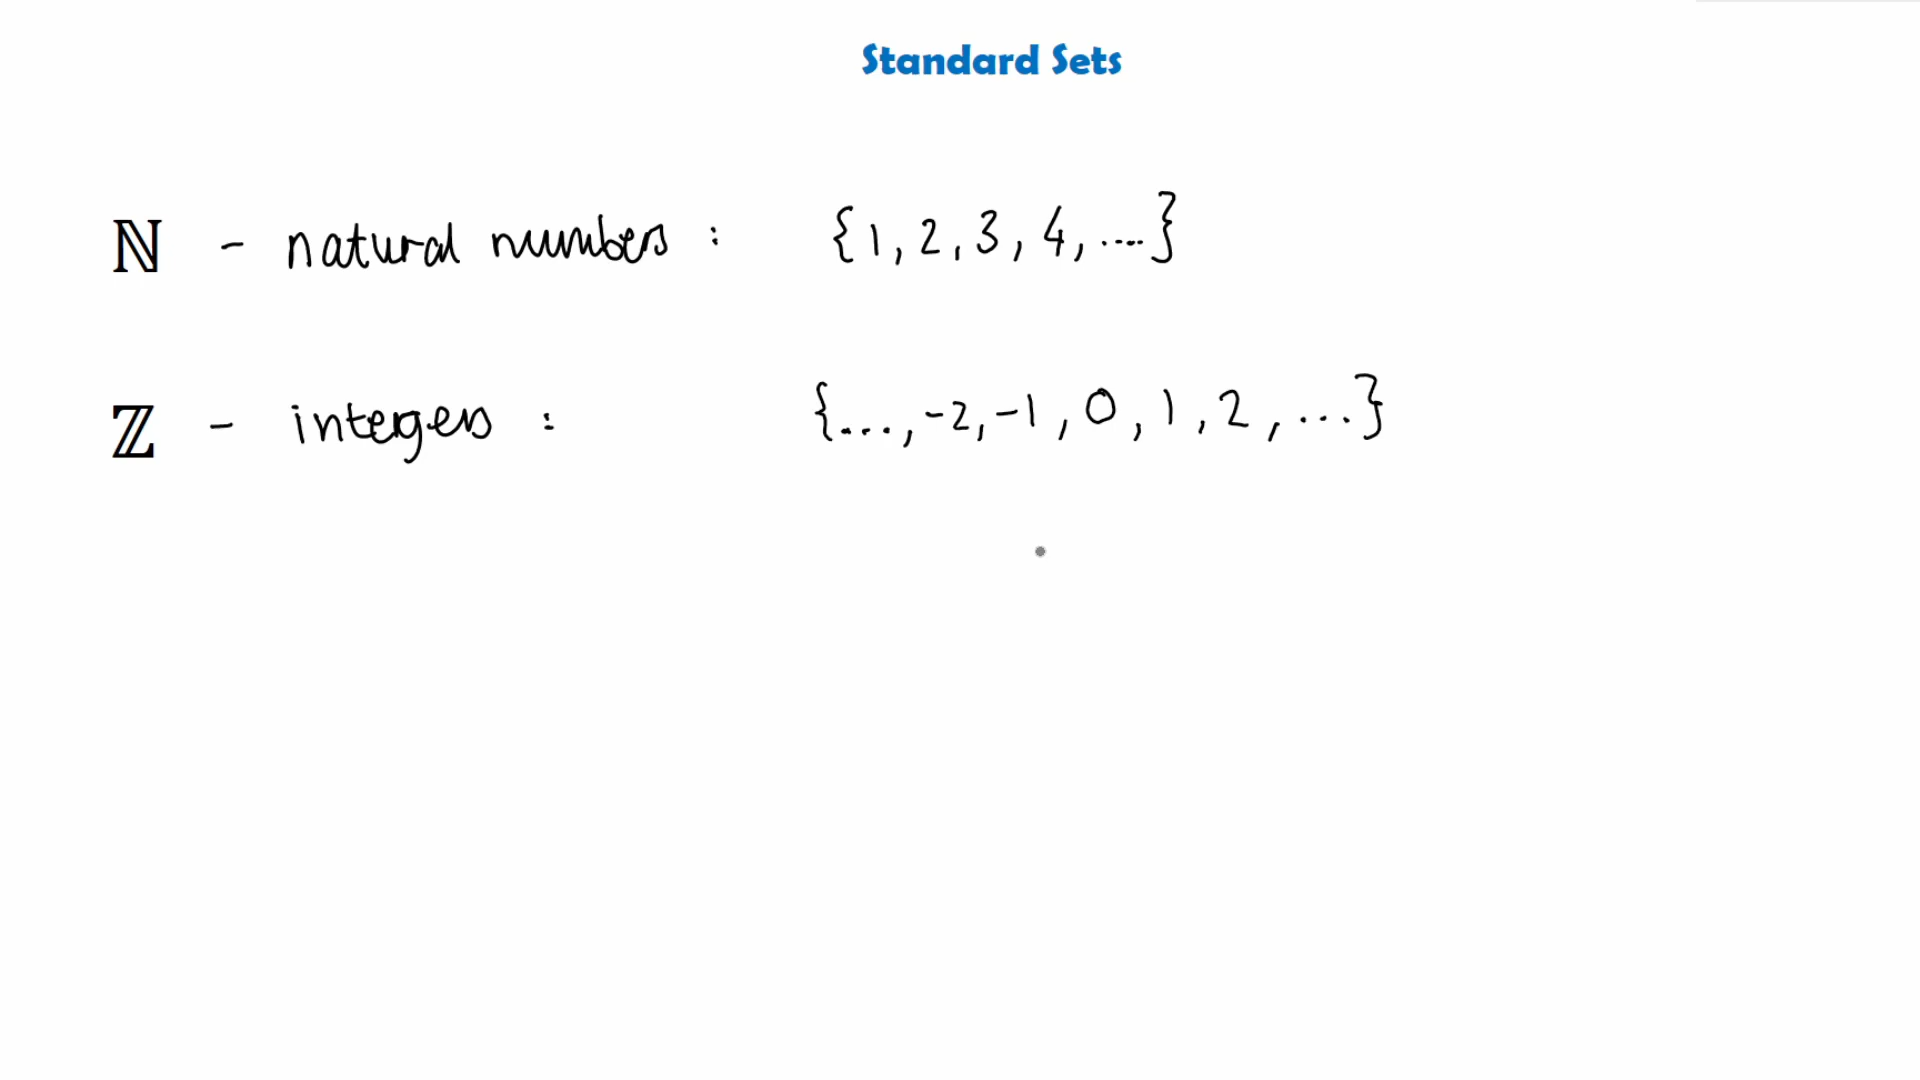 Standard Sets
ℕ - natural numbers : {1, 2, 3, 4, ....}
ℤ - integers : {..., -2, -1, 0, 1, 2, ...}